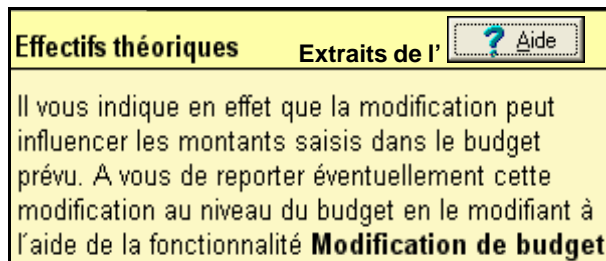 Effectifs théoriques Extraits de l’ Aide
Il vous indique en effet que la modification peut
influencer les montants saisis dans le budget
prévu. A vous de reporter éventuellement cette
modification au niveau du budget en le modifiant à
l'aide de la fonctionnalité Modification de budget